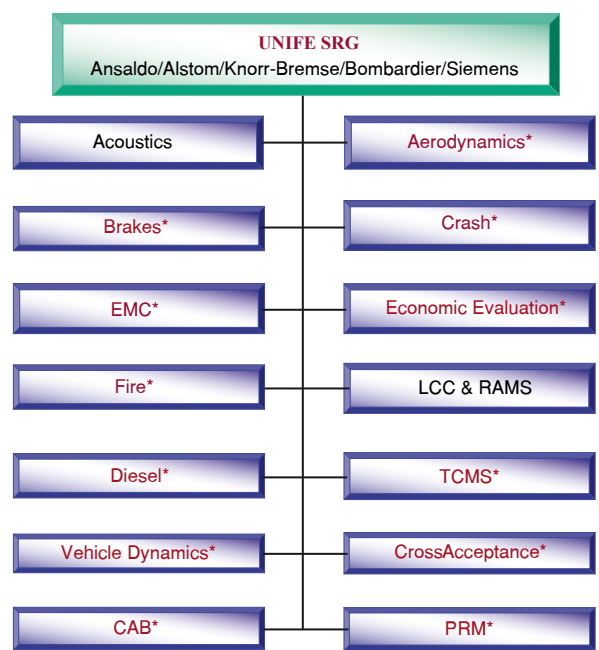 UNIFE SRG
Ansaldo/Alstom/Knorr-Bremse/Bombardier/Siemens
Acoustics
Aerodynamics*
Brakes*
Crash*
EMC*
Economic Evaluation*
Fire*
LCC & RAMS
Diesel*
TCMS*
Vehicle Dynamics*
CrossAcceptance*
CAB*
PRM*